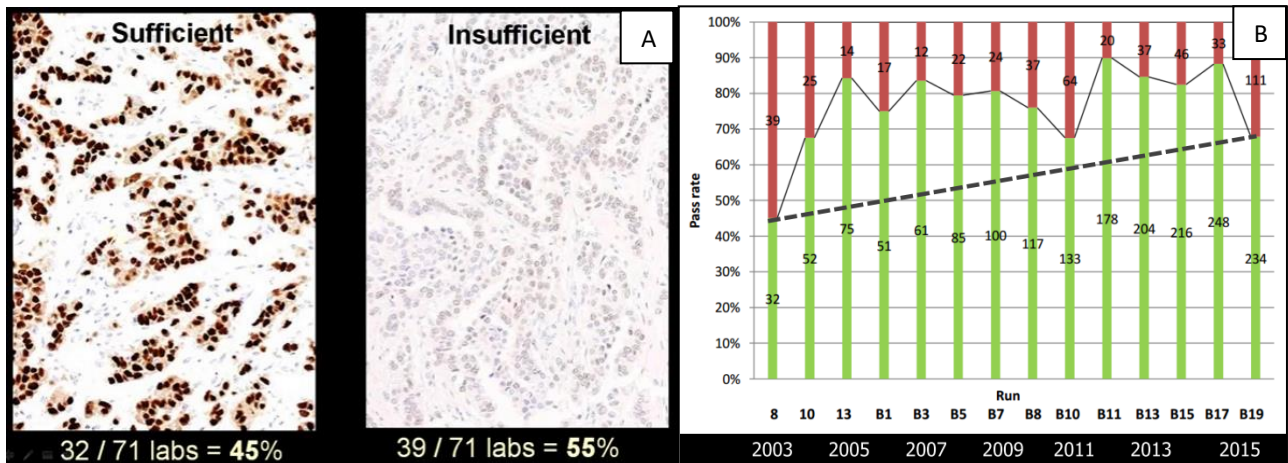 Sufficient
Insufficient
A
32 / 71 labs = 45%
39 / 71 labs = 55%
B
Pass rate
100%
90%
80%
70%
60%
50%
40%
30%
20%
10%
0%
39 25 14 17 12 22 24 37 64 20 37 46 33 111
32 52 75 51 61 85 100 117 133 178 204 216 248 234
Run
8 10 13 B1 B3 B5 B7 B8 B10 B11 B13 B15 B17 B19
2003 2005 2007 2009 2011 2013 2015